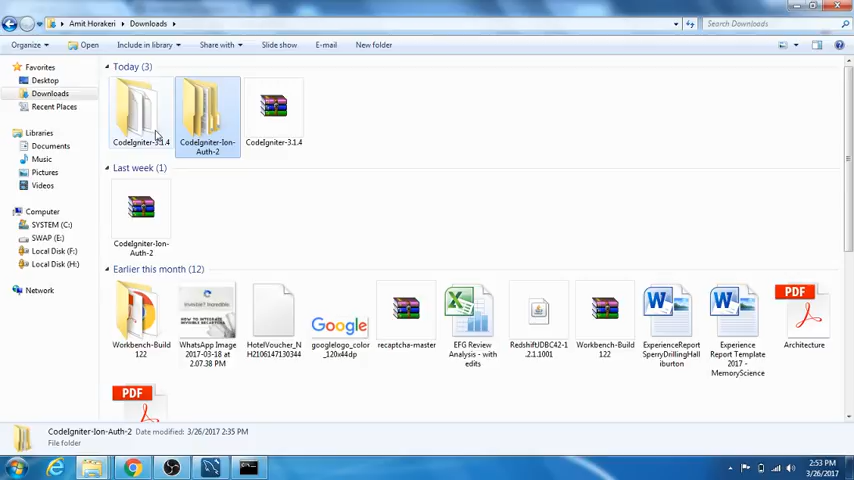 Amit Horakeri ▸ Downloads ▸
Search Downloads
Organize
Open
Include in library
Share with
Slide show
E-mail
New folder
Favorites
Desktop
Downloads
Recent Places
Libraries
Documents
Music
Pictures
Videos
Computer
SYSTEM (C:)
SWAP (E:)
Local Disk (F:)
Local Disk (H:)
Network
Today (3)
CodeIgniter-3.1.4
CodeIgniter-Ion-
Auth-2
CodeIgniter-3.1.4
Last week (1)
CodeIgniter-Ion-
Auth-2
Earlier this month (12)
Workbench-Build
122
WhatsApp Image
2017-03-18 at
2.07.38 PM
HotelVoucher_N
H2106147130344
Google
googlelogo_color
_120x44dp
recaptcha-master
EFG Review
Analysis - with
edits
RedshiftJDBC42-1
.2.1.1001
Workbench-Build
122
ExperienceReport
SperryDrillingHall
iburton
Experience
Report Template
2017 -
MemoryScience
PDF
Architecture
PDF
CodeIgniter-Ion-Auth-2 Date modified: 3/26/2017 2:35 PM
File folder
2:53 PM
3/26/2017